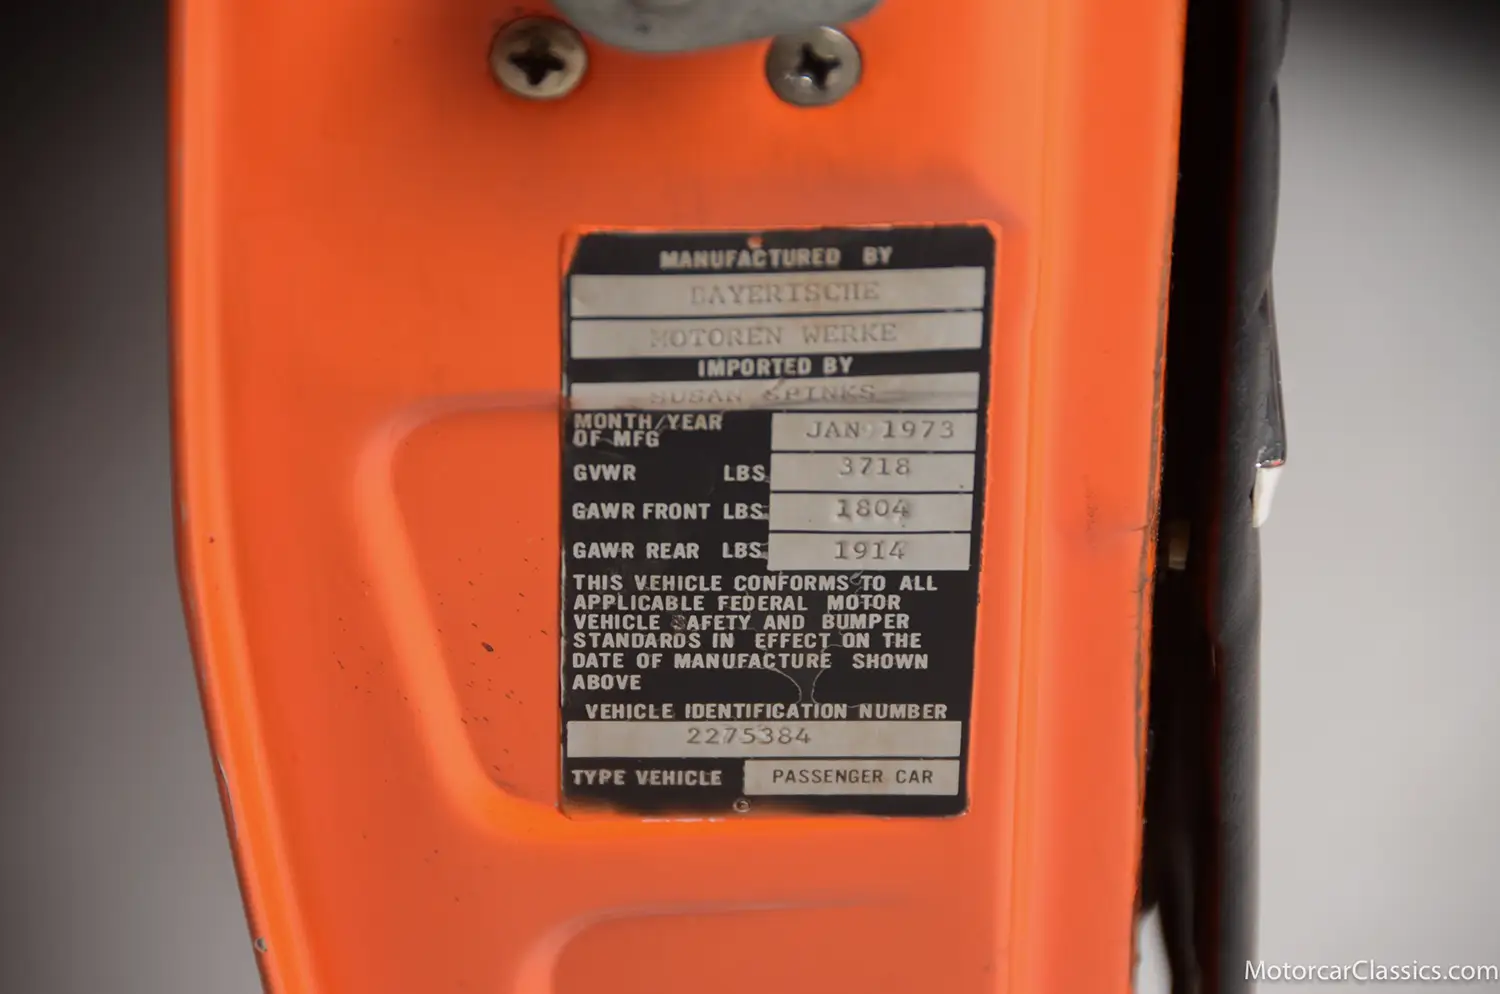 MANUFACTURED BY
BAYERISCHE
MOTOREN WERKE
IMPORTED BY
SUSAN SPINKS
MONTH/YEAR
OF MFG
JAN 1973
GVWR LBS 3718
GAWR FRONT LBS 1804
GAWR REAR LBS 1914
THIS VEHICLE CONFORMS TO ALL
APPLICABLE FEDERAL MOTOR
VEHICLE SAFETY AND BUMPER
STANDARDS IN EFFECT ON THE
DATE OF MANUFACTURE SHOWN
ABOVE
VEHICLE IDENTIFICATION NUMBER
2275384
TYPE VEHICLE PASSENGER CAR
MotorcarClassics.com